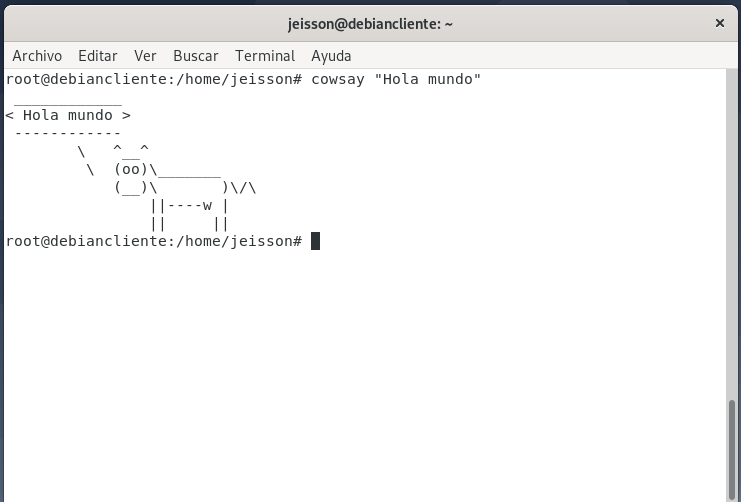 jeisson@debiancliente: ~
Archivo Editar Ver Buscar Terminal Ayuda
root@debiancliente:/home/jeisson# cowsay "Hola mundo"
 ____________
< Hola mundo >
 ------------
        \   ^__^
         \  (oo)\_______
            (__)\       )\/\
                ||----w |
                ||     ||
root@debiancliente:/home/jeisson#